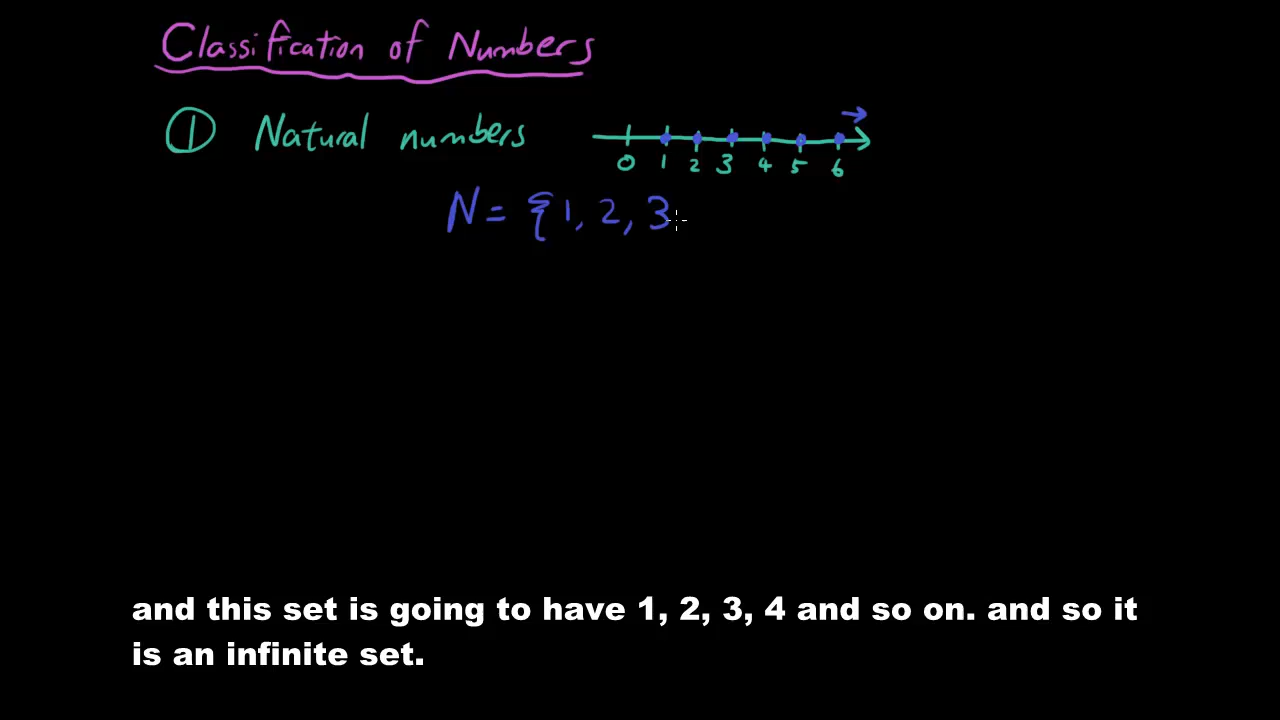 Classification of Numbers
① Natural numbers
0 1 2 3 4 5 6
N = {1, 2, 3
and this set is going to have 1, 2, 3, 4 and so on. and so it
is an infinite set.